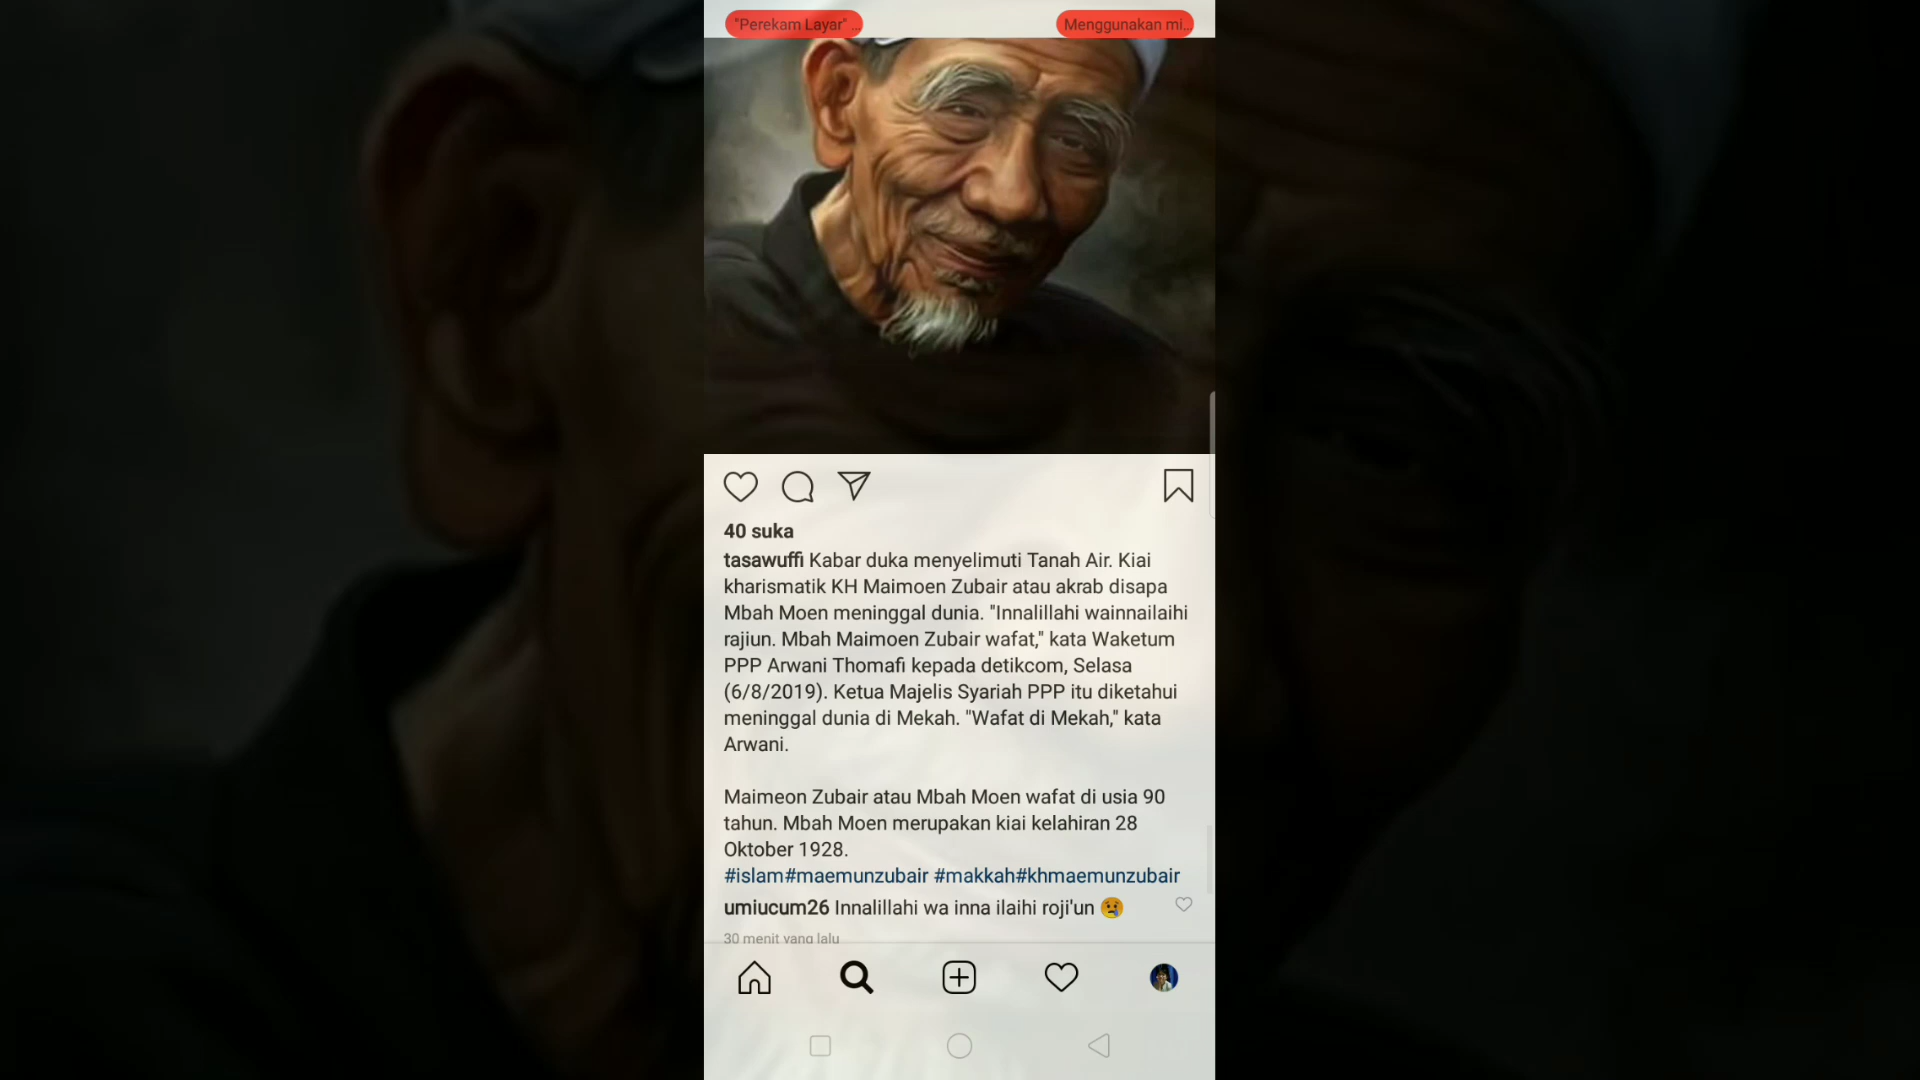 "Perekam Layar" ...
Menggunakan mi...
40 suka
tasawuffi Kabar duka menyelimuti Tanah Air. Kiai
kharismatik KH Maimoen Zubair atau akrab disapa
Mbah Moen meninggal dunia. "Innalillahi wainnailaihi
rajiun. Mbah Maimoen Zubair wafat," kata Waketum
PPP Arwani Thomafi kepada detikcom, Selasa
(6/8/2019). Ketua Majelis Syariah PPP itu diketahui
meninggal dunia di Mekah. "Wafat di Mekah," kata
Arwani.
Maimeon Zubair atau Mbah Moen wafat di usia 90
tahun. Mbah Moen merupakan kiai kelahiran 28
Oktober 1928.
#islam#maemunzubair #makkah#khmaemunzubair
umiucum26 Innalillahi wa inna ilaihi roji'un 😢
30 menit yang lalu